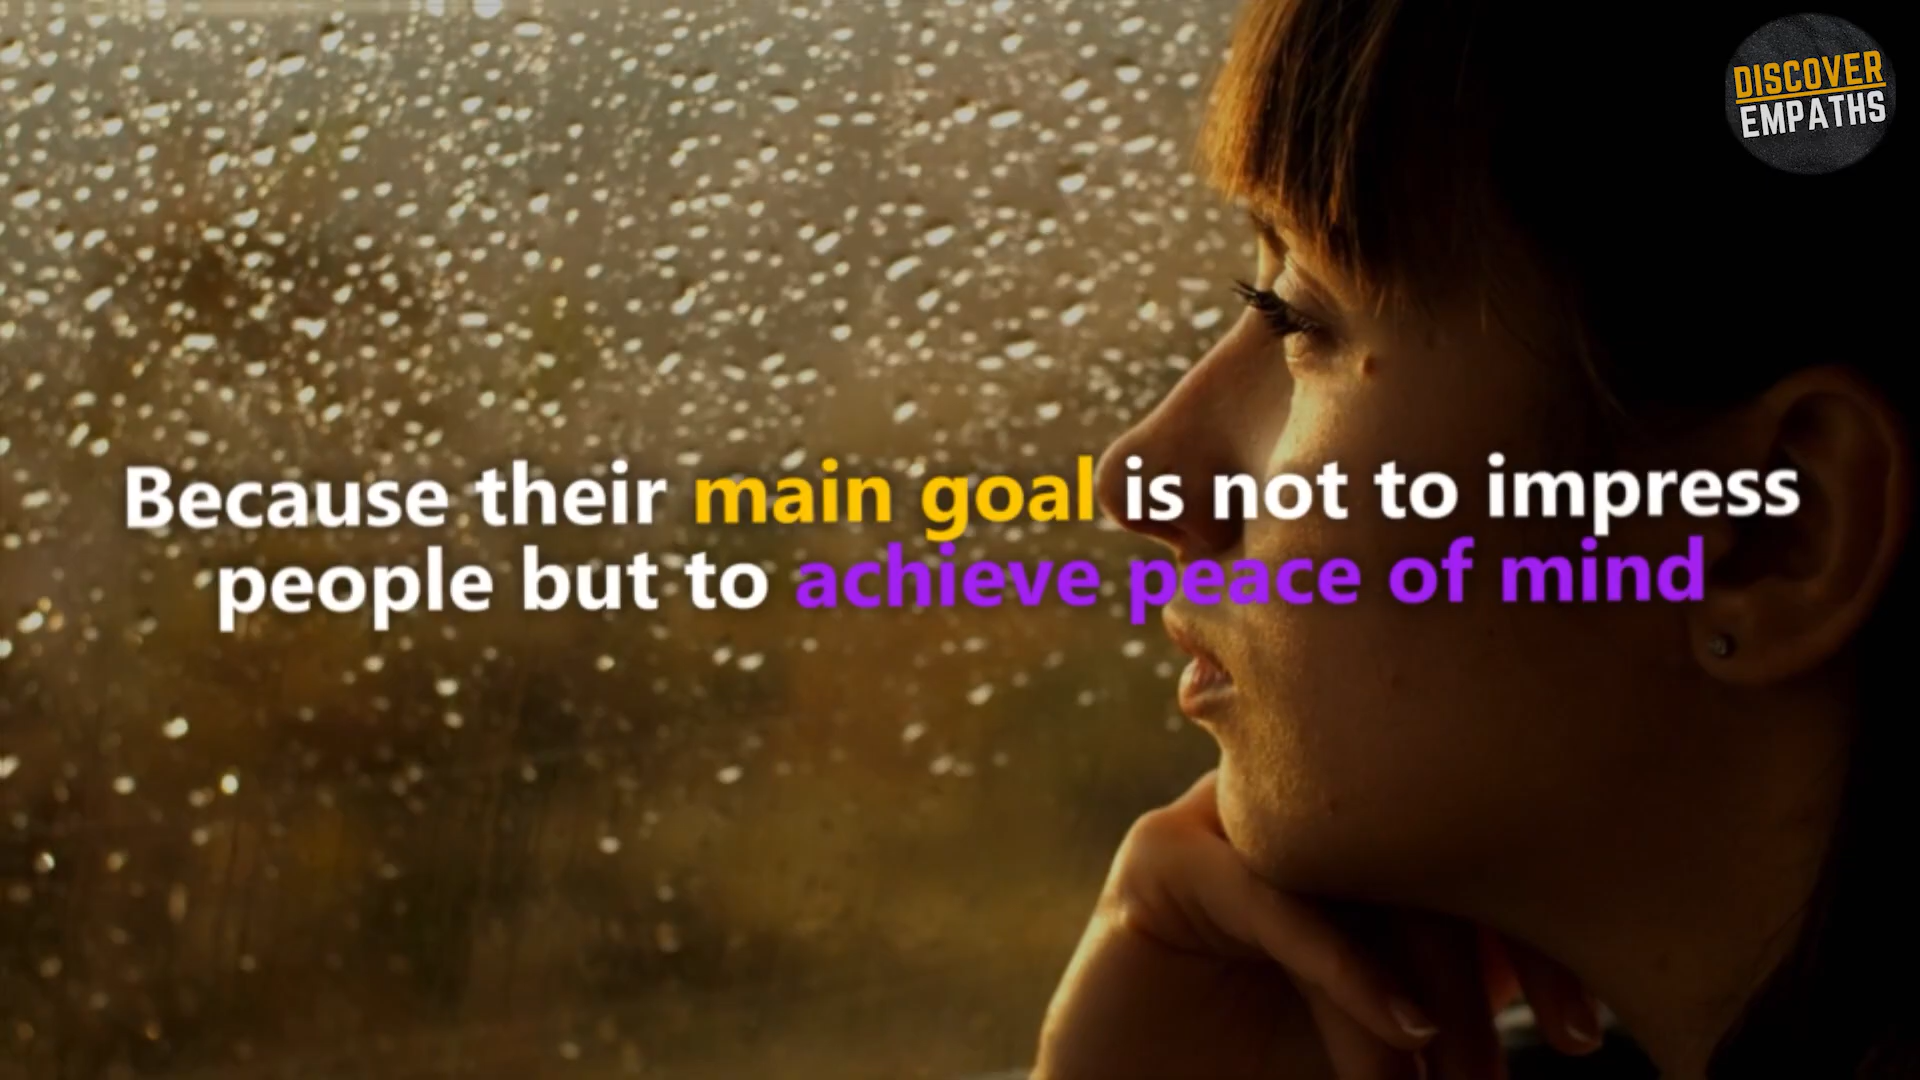 DISCOVER
EMPATHS
Because their main goal is not to impress
people but to achieve peace of mind